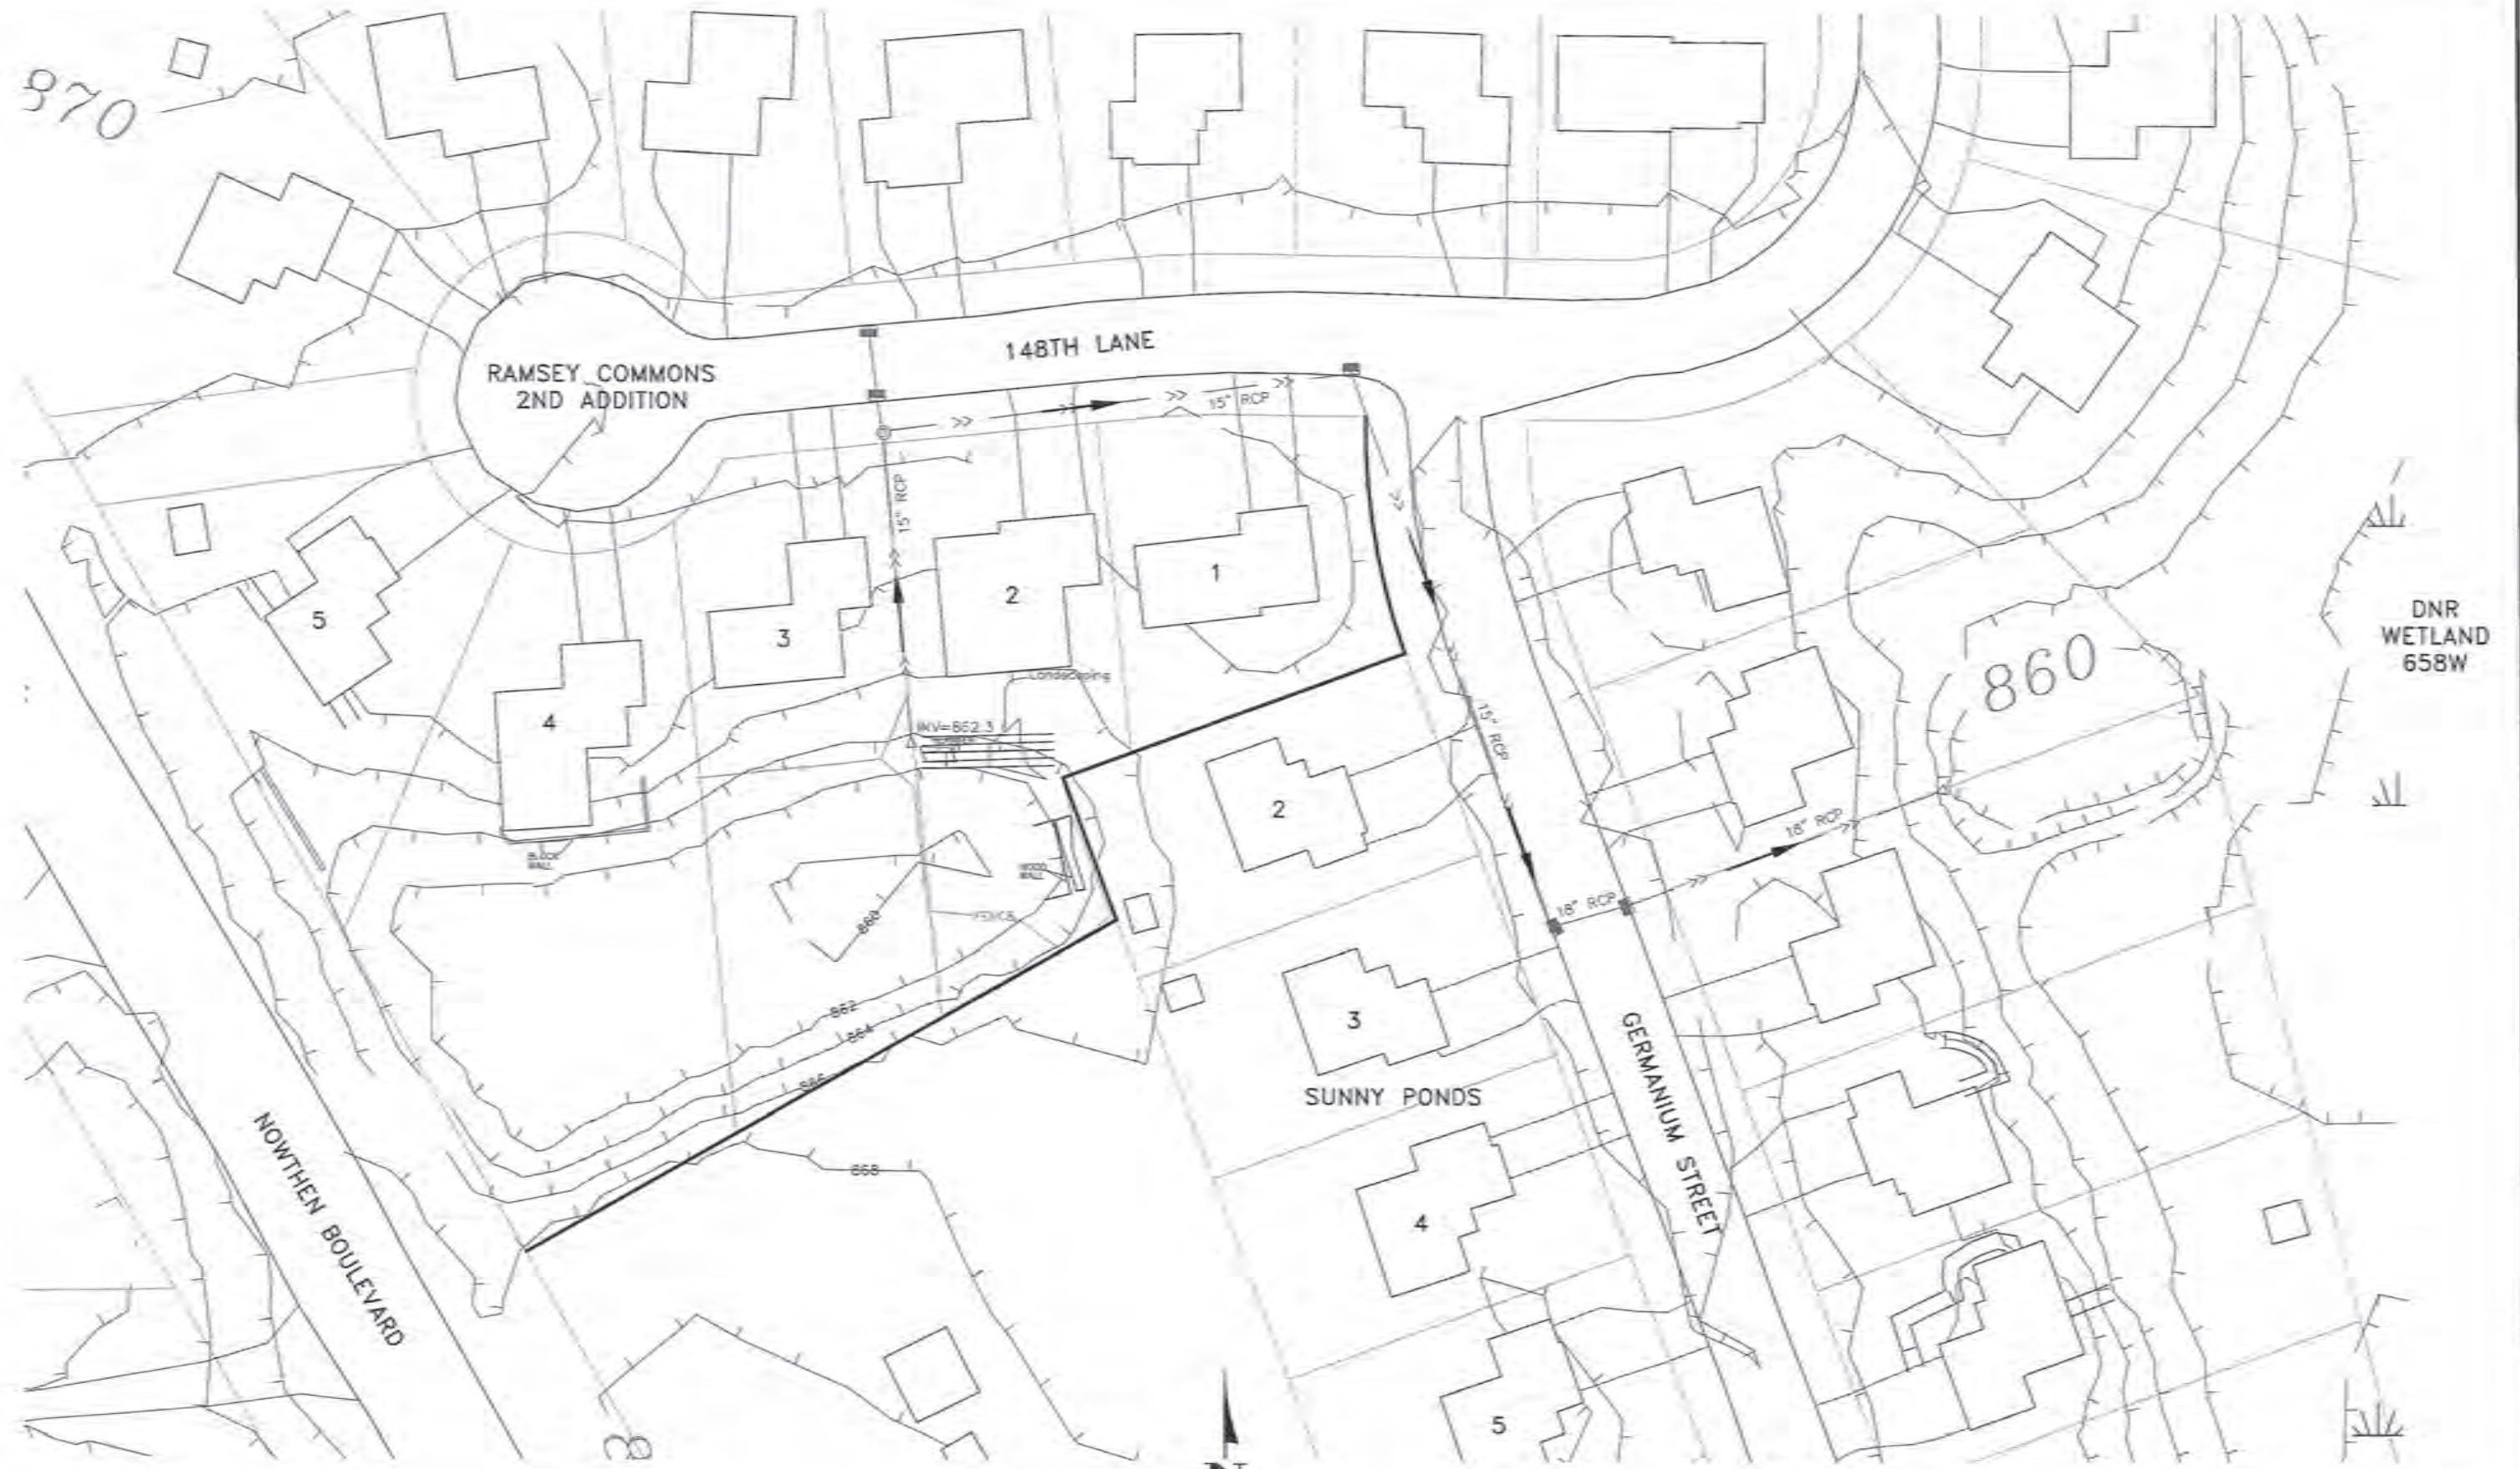 870
148TH LANE
RAMSEY COMMONS
2ND ADDITION
15" RCP
15" RCP
1
2
3
4
5
Landscaping
INV=862.3
DNR
WETLAND
658W
860
15" RCP
2
18" RCP
18" RCP
BLOCK
WALL
WOOD
WALL
860
FENCE
862
864
866
3
SUNNY PONDS
GERMANIUM STREET
NOWTHEN BOULEVARD
868
4
5
8
N